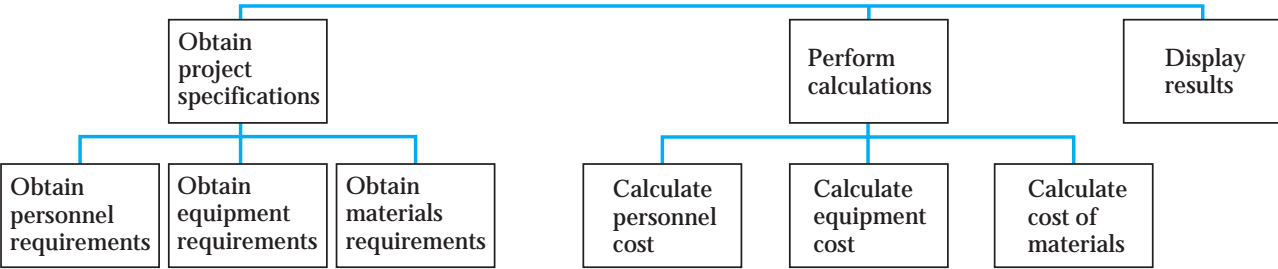 Obtain
project
specifications
Perform
calculations
Display
results
Obtain
personnel
requirements
Obtain
equipment
requirements
Obtain
materials
requirements
Calculate
personnel
cost
Calculate
equipment
cost
Calculate
cost of
materials